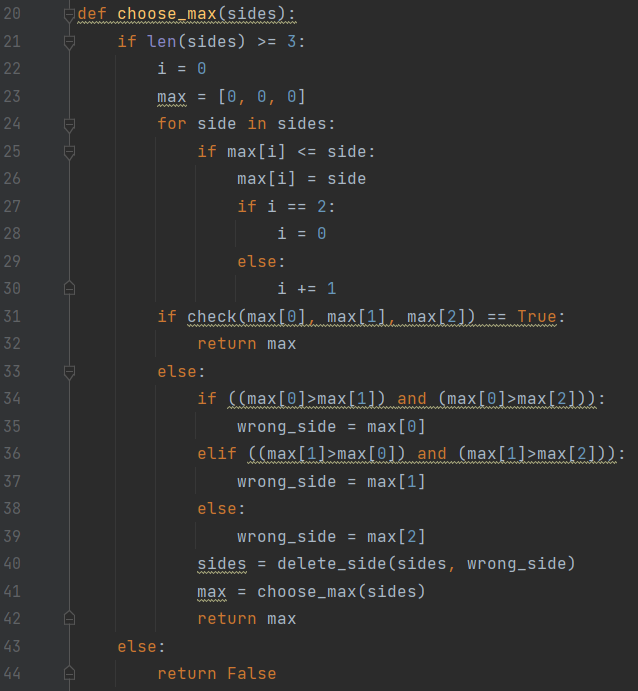 20 def choose_max(sides):
21     if len(sides) >= 3:
22         i = 0
23         max = [0, 0, 0]
24         for side in sides:
25             if max[i] <= side:
26                 max[i] = side
27                 if i == 2:
28                     i = 0
29                 else:
30                     i += 1
31         if check(max[0], max[1], max[2]) == True:
32             return max
33         else:
34             if ((max[0]>max[1]) and (max[0]>max[2])):
35                 wrong_side = max[0]
36             elif ((max[1]>max[0]) and (max[1]>max[2])):
37                 wrong_side = max[1]
38             else:
39                 wrong_side = max[2]
40             sides = delete_side(sides, wrong_side)
41             max = choose_max(sides)
42             return max
43     else:
44         return False